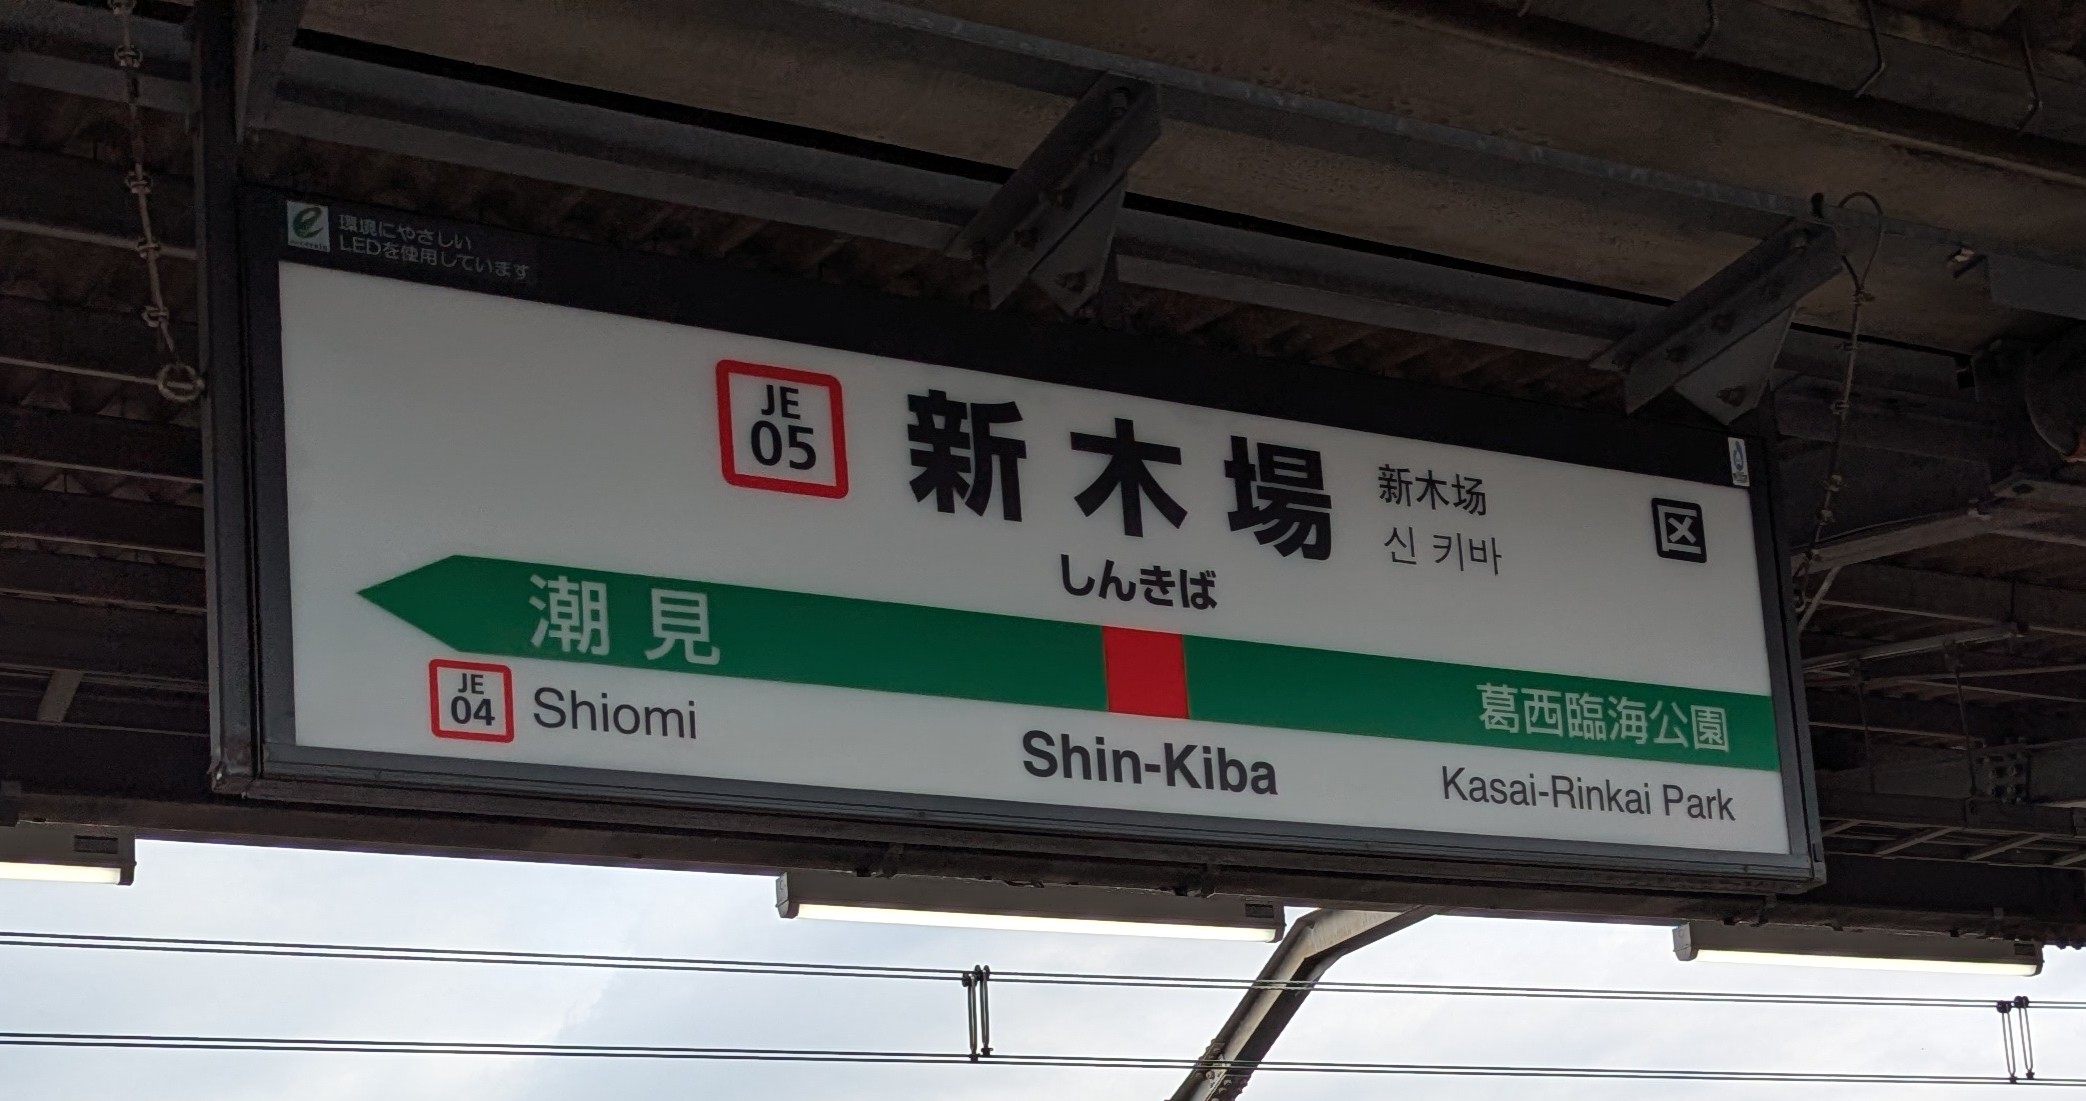 環境にやさしい
LEDを使用しています
JE
05
新木場
新木场
신 키바
区
しんきば
潮見
葛西臨海公園
JE
04
Shiomi
Shin-Kiba
Kasai-Rinkai Park